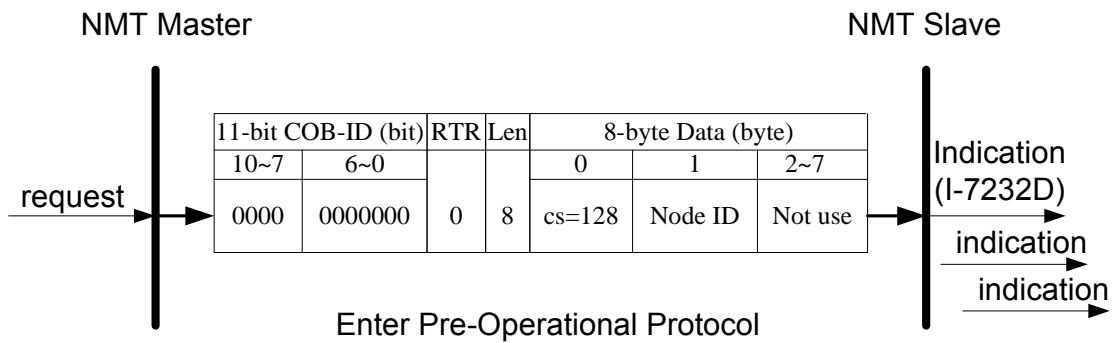 NMT Master NMT Slave
11-bit COB-ID (bit) RTR Len 8-byte Data (byte)
10~7 6~0 0 1 2~7
Indication
(I-7232D)
request
0000 0000000 0 8 cs=128 Node ID Not use
indication
indication
Enter Pre-Operational Protocol